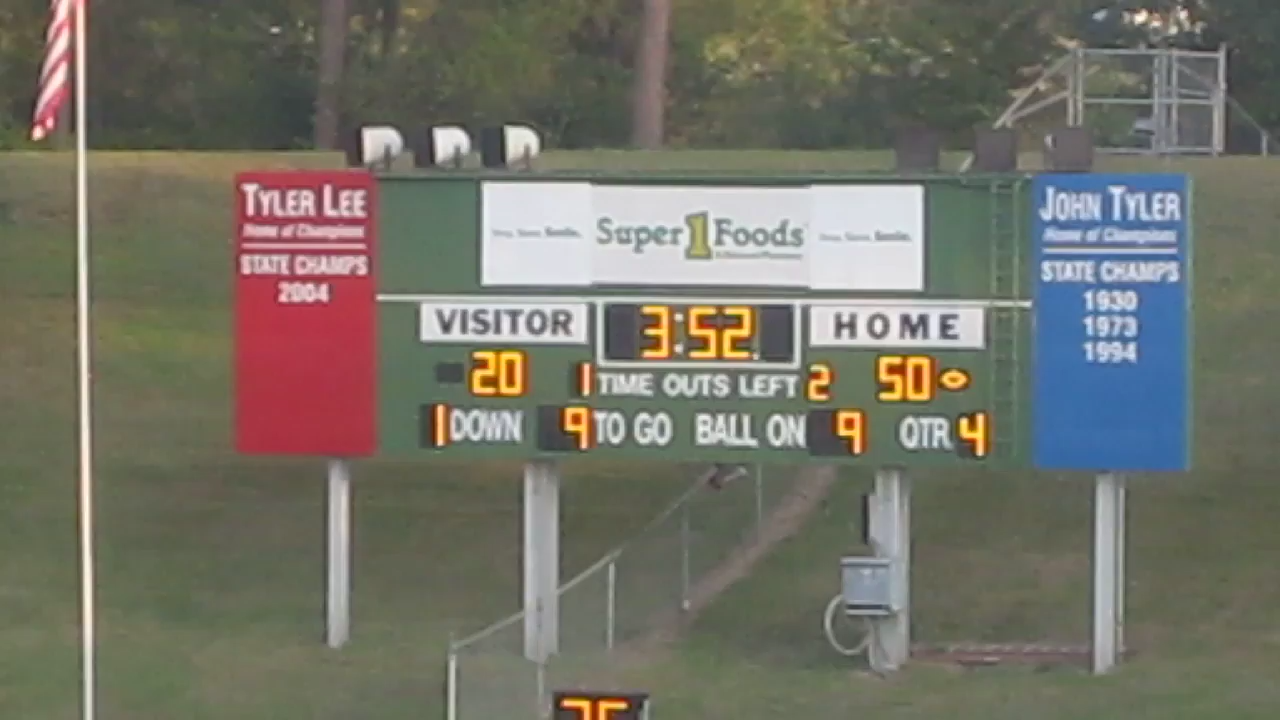 TYLER LEE
Home of Champions
STATE CHAMPS
2004
Super 1 Foods
JOHN TYLER
Home of Champions
STATE CHAMPS
1930
1973
1994
VISITOR 3:52 HOME
20 1 TIME OUTS LEFT 2 50
1 DOWN 9 TO GO BALL ON 9 QTR 4
25